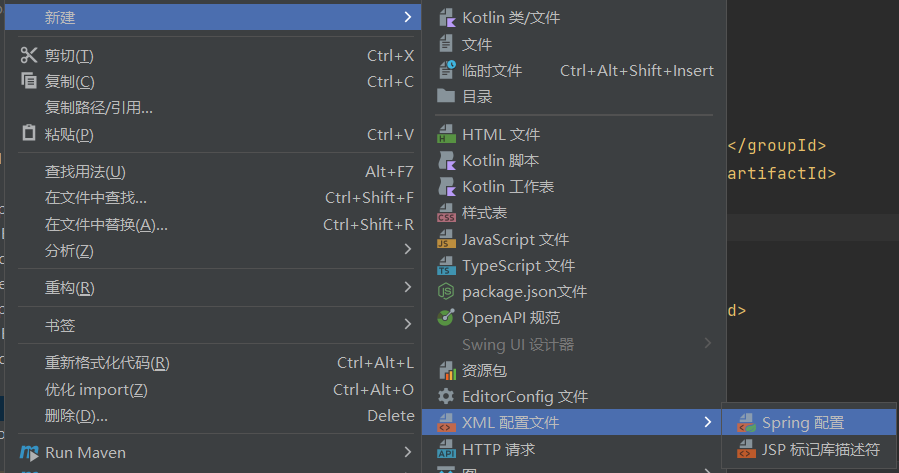 新建
剪切(T) Ctrl+X
复制(C) Ctrl+C
复制路径/引用...
粘贴(P) Ctrl+V
查找用法(U) Alt+F7
在文件中查找... Ctrl+Shift+F
在文件中替换(A)... Ctrl+Shift+R
分析(Z)
重构(R)
书签
重新格式化代码(R) Ctrl+Alt+L
优化 import(Z) Ctrl+Alt+O
删除(D)... Delete
Run Maven
Kotlin 类/文件
文件
临时文件 Ctrl+Alt+Shift+Insert
目录
HTML 文件
Kotlin 脚本
Kotlin 工作表
样式表
JavaScript 文件
TypeScript 文件
package.json文件
OpenAPI 规范
Swing UI 设计器
资源包
EditorConfig 文件
XML 配置文件
HTTP 请求
Spring 配置
JSP 标记库描述符
</groupId>
artifactId>
d>